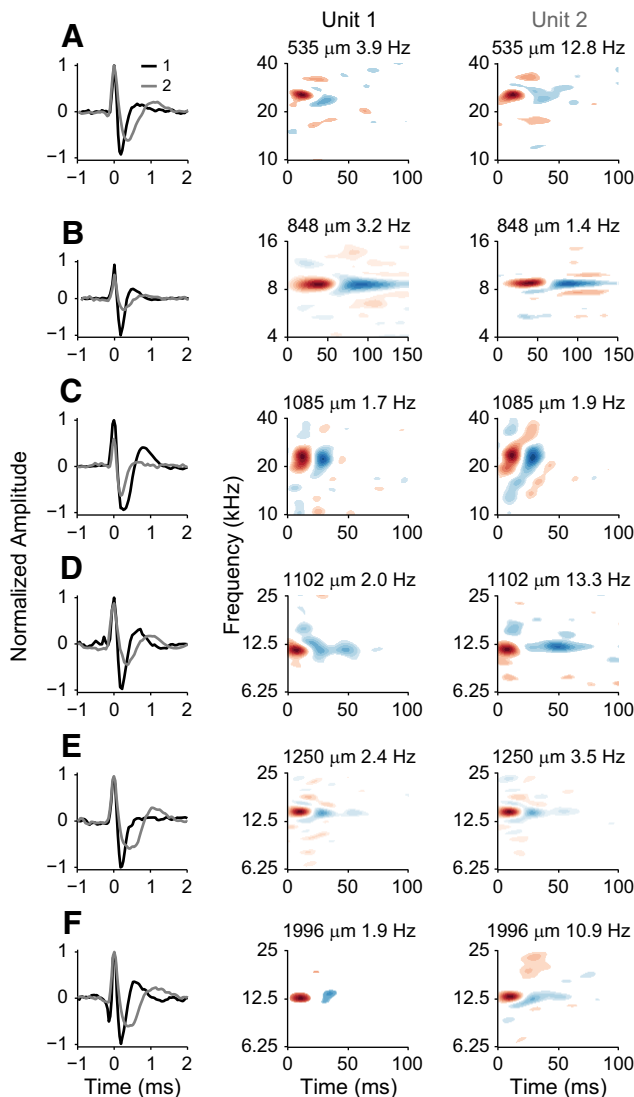 Unit 1
Unit 2
A
1
2
1
0
−1
−1 0 1 2
535 μm 3.9 Hz
40
20
10
0 50 100
535 μm 12.8 Hz
40
20
10
0 50 100
B
1
0
−1
−1 0 1 2
848 μm 3.2 Hz
16
8
4
0 50 100 150
848 μm 1.4 Hz
16
8
4
0 50 100 150
C
1
0
−1
−1 0 1 2
1085 μm 1.7 Hz
40
20
10
0 50 100
1085 μm 1.9 Hz
40
20
10
0 50 100
Normalized Amplitude
Frequency (kHz)
D
1
0
−1
−1 0 1 2
1102 μm 2.0 Hz
25
12.5
6.25
0 50 100
1102 μm 13.3 Hz
25
12.5
6.25
0 50 100
E
1
0
−1
−1 0 1 2
1250 μm 2.4 Hz
25
12.5
6.25
0 50 100
1250 μm 3.5 Hz
25
12.5
6.25
0 50 100
F
1
0
−1
−1 0 1 2
Time (ms)
1996 μm 1.9 Hz
25
12.5
6.25
0 50 100
Time (ms)
1996 μm 10.9 Hz
25
12.5
6.25
0 50 100
Time (ms)